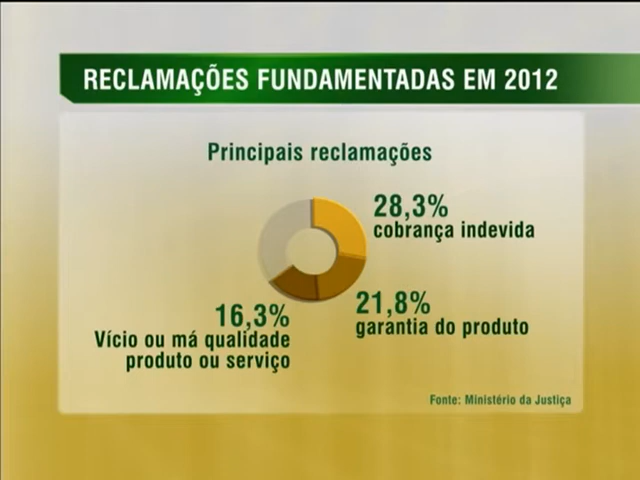 RECLAMAÇÕES FUNDAMENTADAS EM 2012
Principais reclamações
28,3%
cobrança indevida
21,8%
garantia do produto
16,3%
Vício ou má qualidade
produto ou serviço
Fonte: Ministério da Justiça